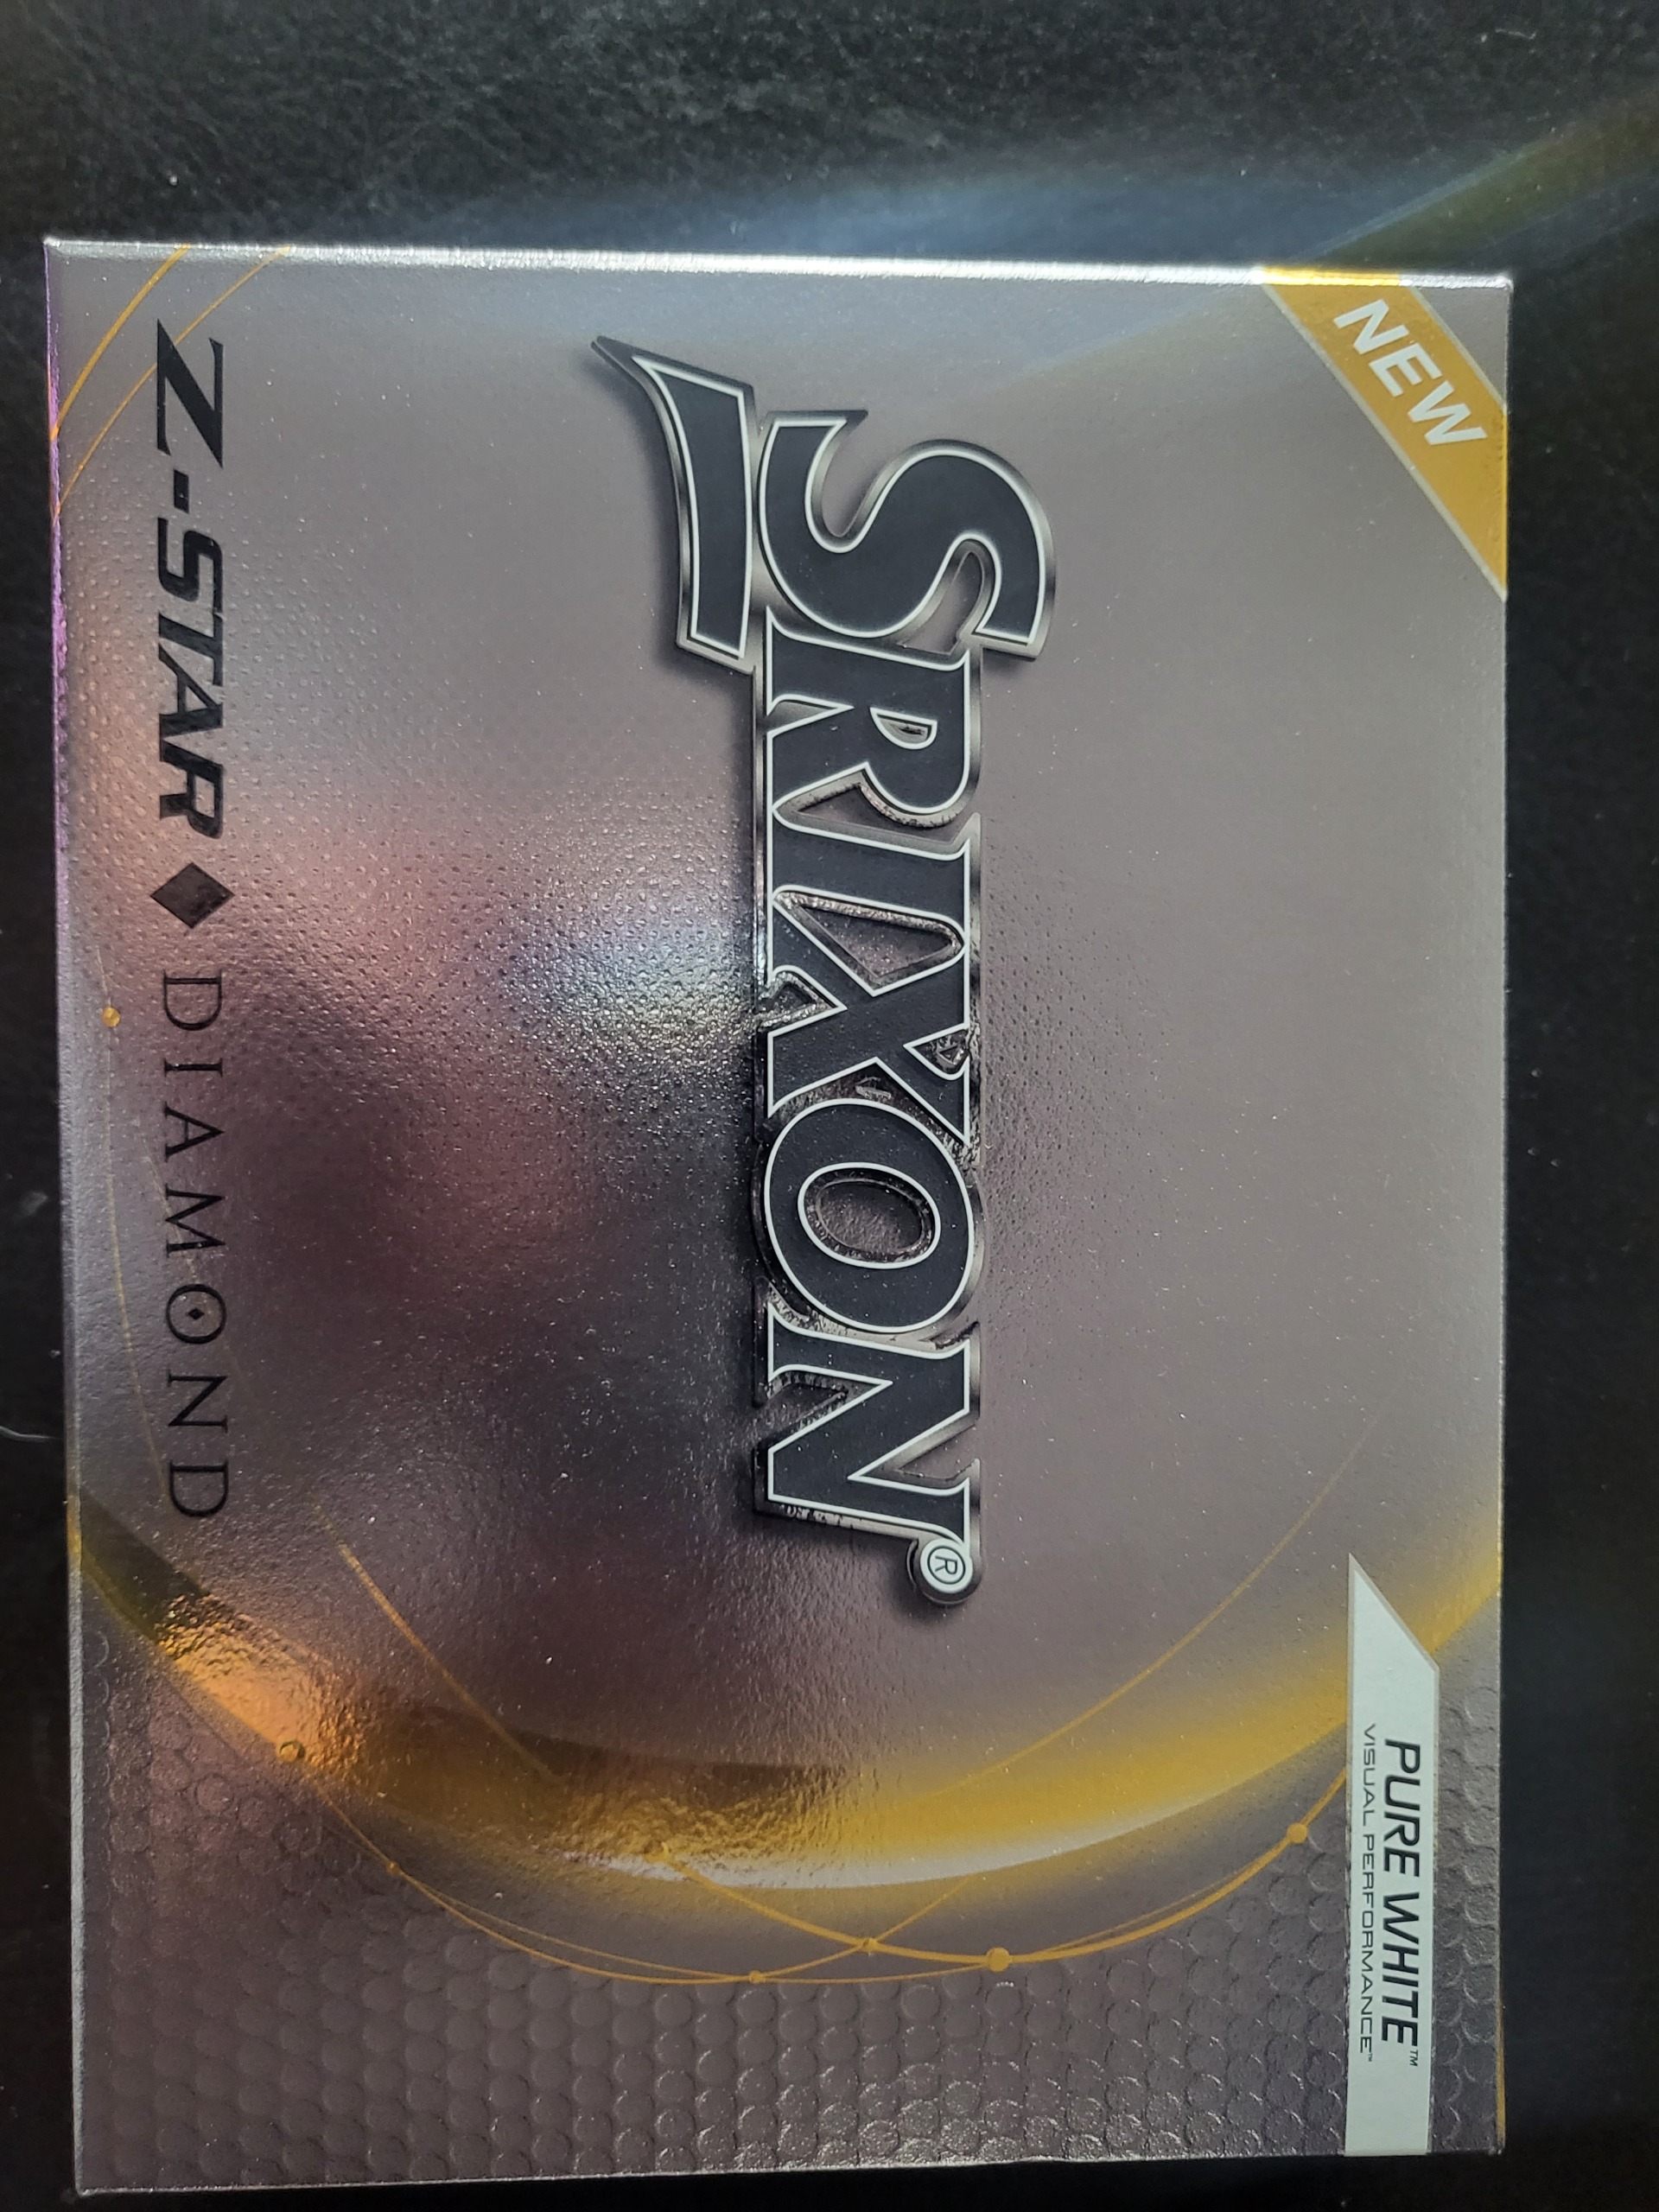 NEW
PURE WHITE™
VISUAL PERFORMANCE™
SRIXON®
Z-STAR ♦ DIAMOND